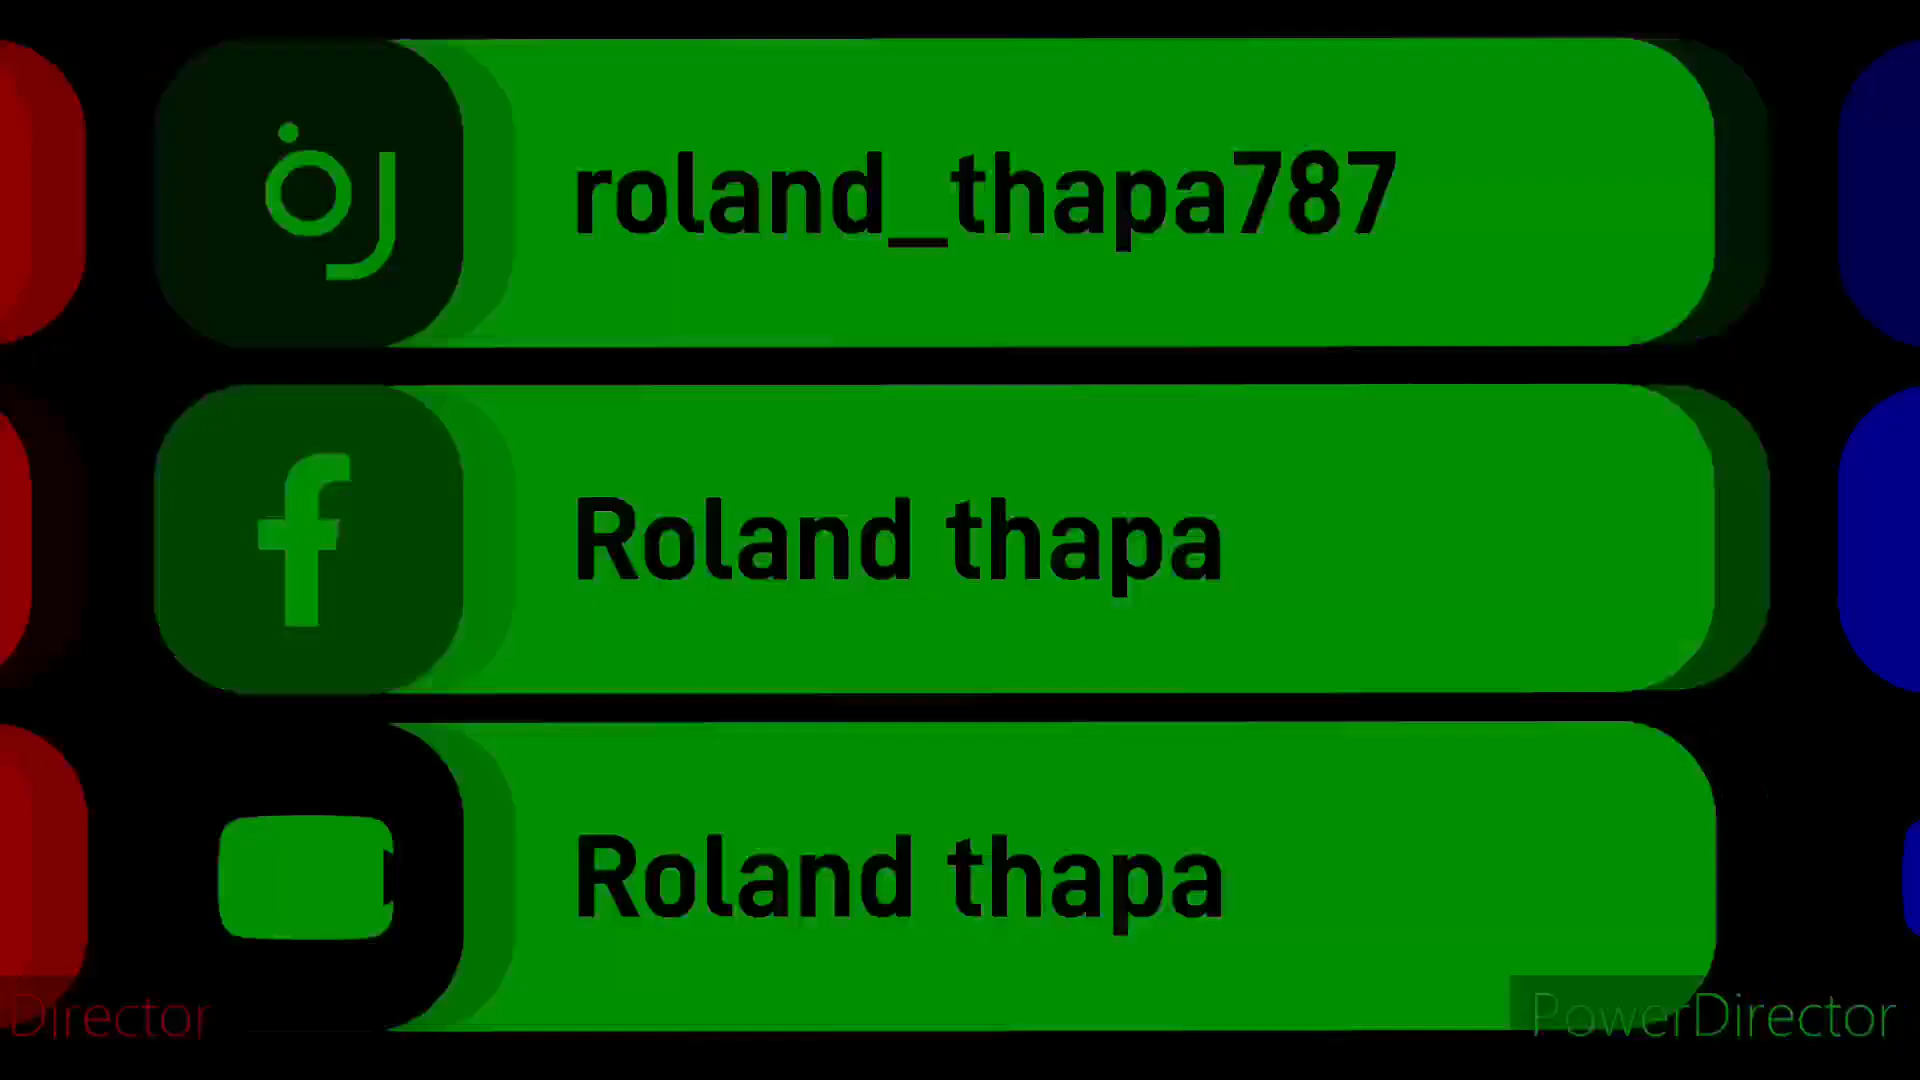 roland_thapa787
Roland thapa
Roland thapa
Director
PowerDirector